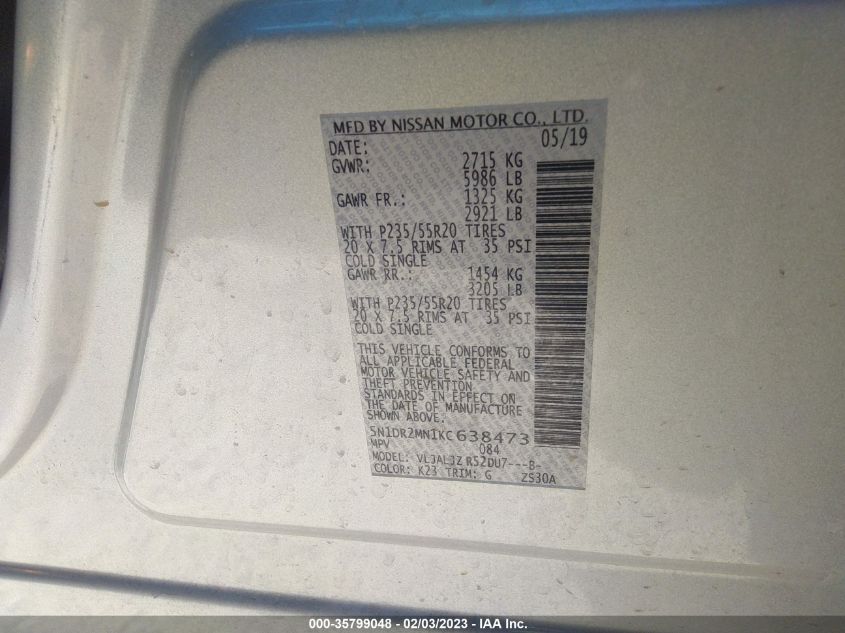 MFD BY NISSAN MOTOR CO., LTD.
DATE: 05/19
GVWR: 2715 KG
5986 LB
GAWR FR.: 1325 KG
2921 LB
WITH P235/55R20 TIRES
20 X 7.5 RIMS AT 35 PSI
COLD SINGLE
GAWR RR.: 1454 KG
3205 LB
WITH P235/55R20 TIRES
20 X 7.5 RIMS AT 35 PSI
COLD SINGLE
THIS VEHICLE CONFORMS TO
ALL APPLICABLE FEDERAL
MOTOR VEHICLE SAFETY AND
THEFT PREVENTION
STANDARDS IN EFFECT ON
THE DATE OF MANUFACTURE
SHOWN ABOVE.
5N1DR2MN1KC638473
MPV 084
MODEL: VLJALJZ R52DU7---B-
COLOR: K23 TRIM: G ZS30A
000-35799048 - 02/03/2023 - IAA Inc.